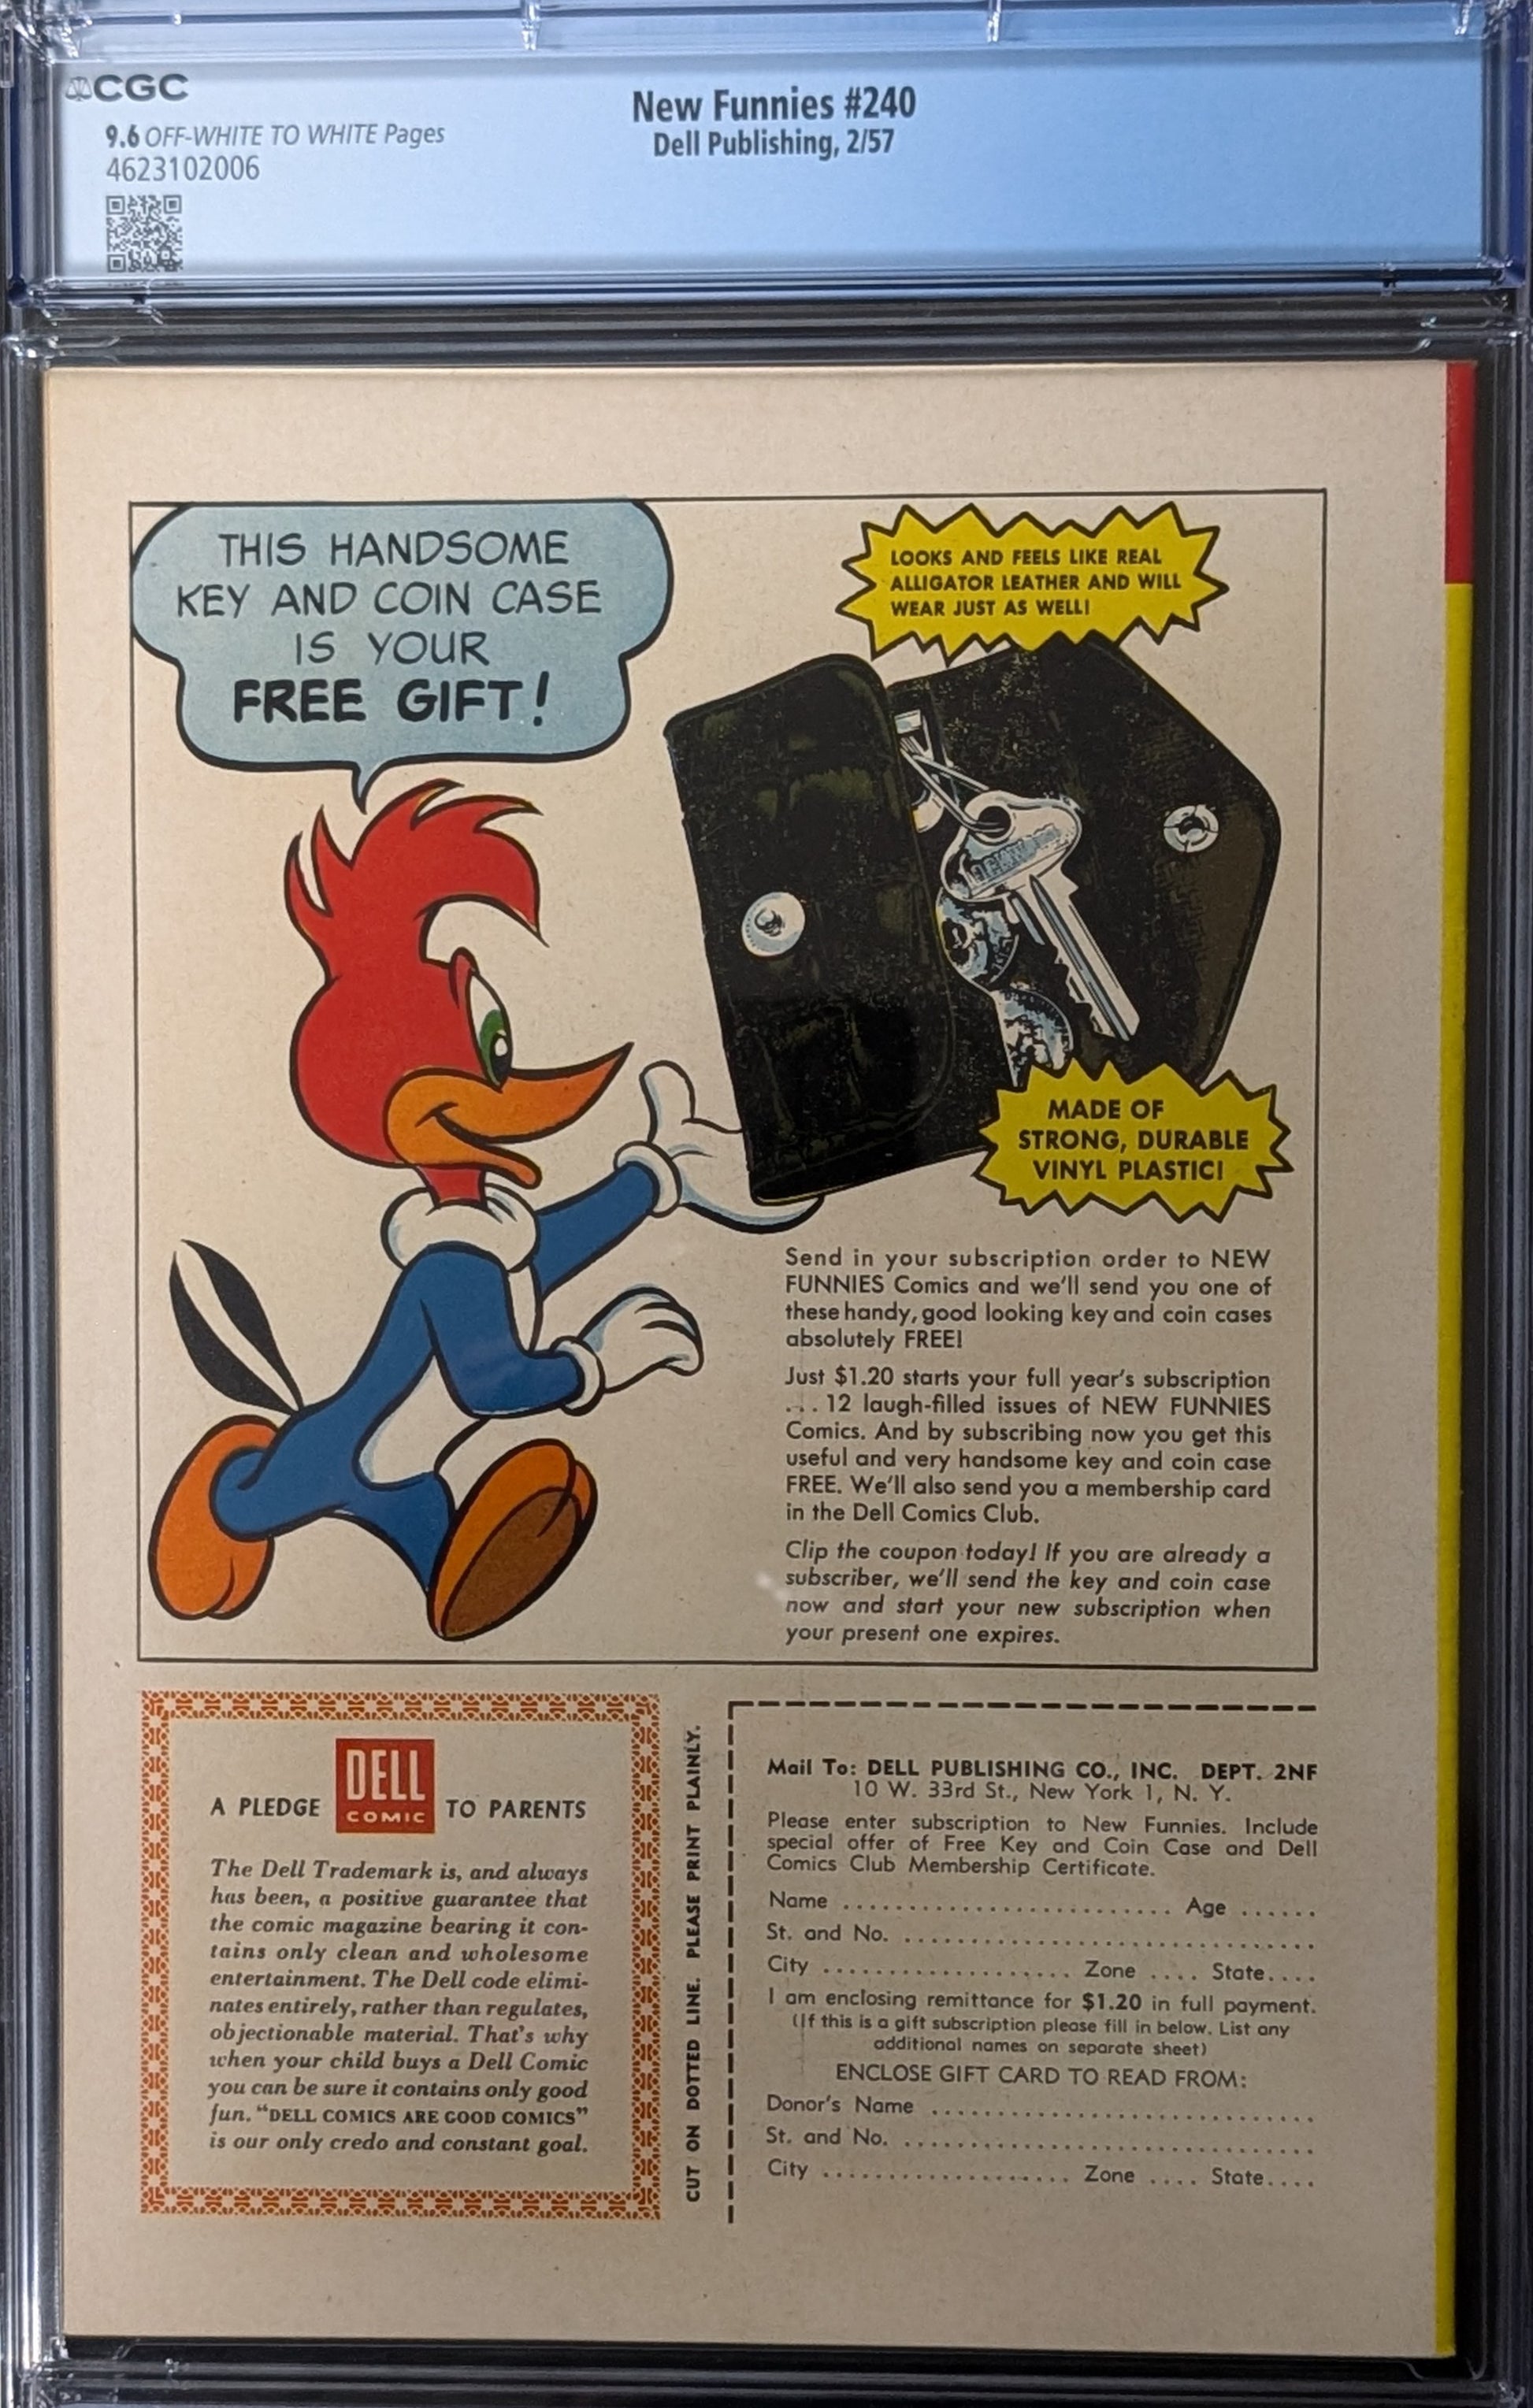 CGC
9.6 OFF-WHITE TO WHITE Pages
4623102006
New Funnies #240
Dell Publishing, 2/57
THIS HANDSOME
KEY AND COIN CASE
IS YOUR
FREE GIFT!
LOOKS AND FEELS LIKE REAL
ALLIGATOR LEATHER AND WILL
WEAR JUST AS WELL!
MADE OF
STRONG, DURABLE
VINYL PLASTIC!
Send in your subscription order to NEW
FUNNIES Comics and we'll send you one of
these handy, good looking key and coin cases
absolutely FREE!
Just $1.20 starts your full year's subscription
... 12 laugh-filled issues of NEW FUNNIES
Comics. And by subscribing now you get this
useful and very handsome key and coin case
FREE. We'll also send you a membership card
in the Dell Comics Club.
Clip the coupon today! If you are already a
subscriber, we'll send the key and coin case
now and start your new subscription when
your present one expires.
A PLEDGE DELL COMIC TO PARENTS
The Dell Trademark is, and always
has been, a positive guarantee that
the comic magazine bearing it con-
tains only clean and wholesome
entertainment. The Dell code elimi-
nates entirely, rather than regulates,
objectionable material. That's why
when your child buys a Dell Comic
you can be sure it contains only good
fun. "DELL COMICS ARE GOOD COMICS"
is our only credo and constant goal.
CUT ON DOTTED LINE. PLEASE PRINT PLAINLY.
Mail To: DELL PUBLISHING CO., INC. DEPT. 2NF
10 W. 33rd St., New York 1, N. Y.
Please enter subscription to New Funnies. Include
special offer of Free Key and Coin Case and Dell
Comics Club Membership Certificate.
Name .......................... Age ......
St. and No. ................................
City .................... Zone .... State....
I am enclosing remittance for $1.20 in full payment.
(If this is a gift subscription please fill in below. List any
additional names on separate sheet)
ENCLOSE GIFT CARD TO READ FROM:
Donor's Name ..............................
St. and No. ................................
City .................... Zone .... State....